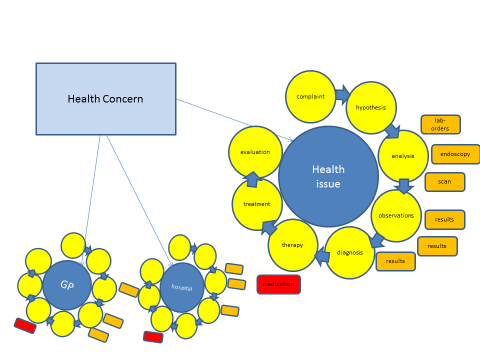 Health Concern
complaint
hypothesis
lab-
orders
analysis
endoscopy
scan
Health
issue
evaluation
treatment
observations
results
results
results
therapy
diagnosis
medication
GP
hospital